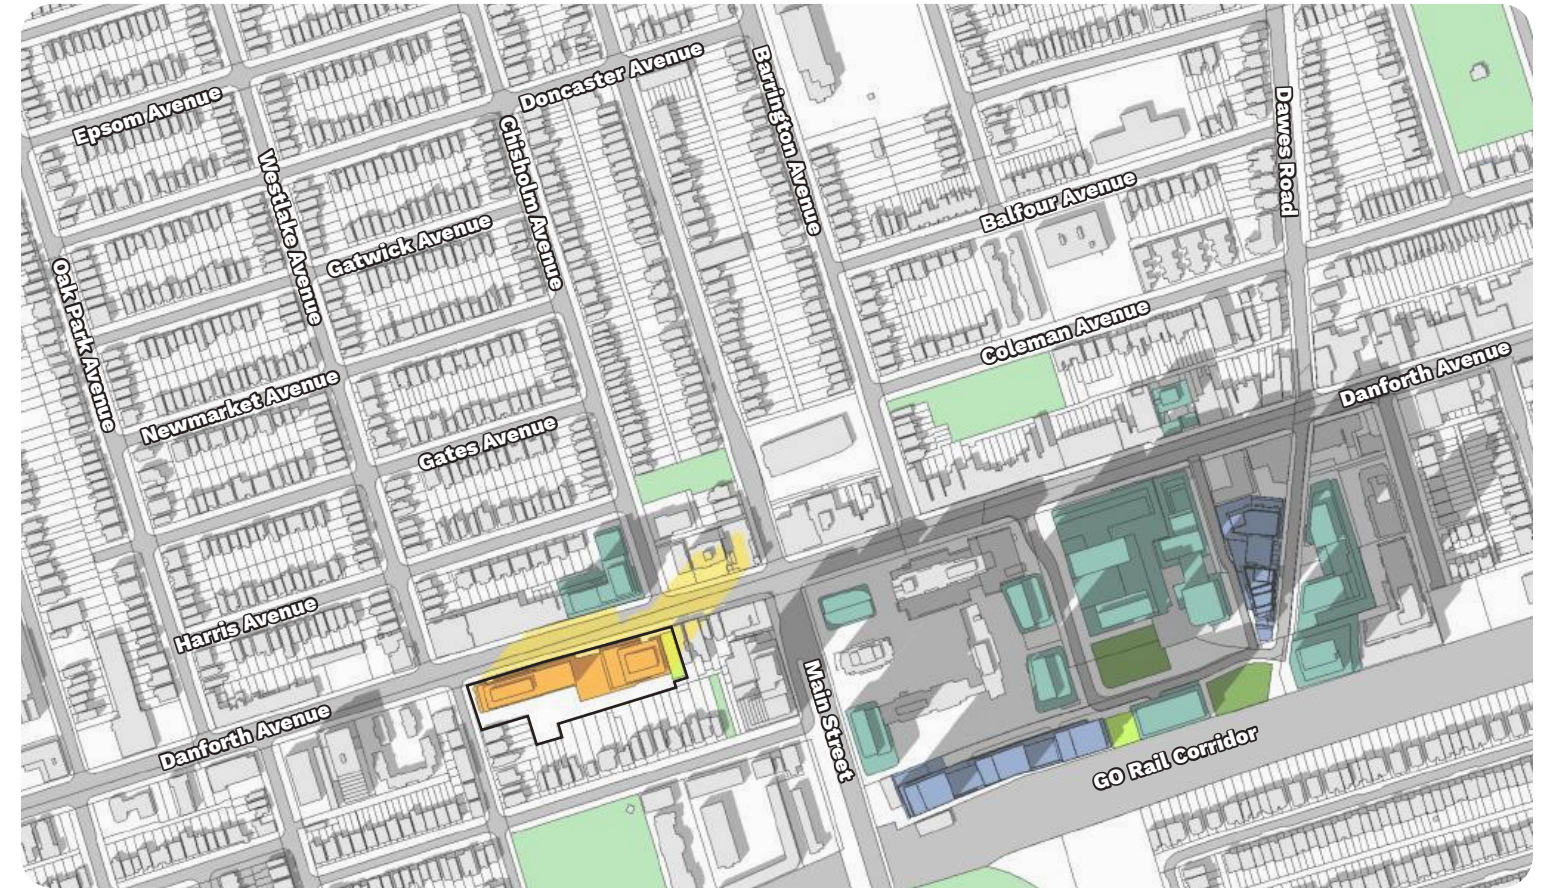 Epsom Avenue
Doncaster Avenue
Barrington Avenue
Dawes Road
Chisholm Avenue
Westlake Avenue
Gatwick Avenue
Balfour Avenue
Oak Park Avenue
Coleman Avenue
Newmarket Avenue
Danforth Avenue
Gates Avenue
Harris Avenue
Danforth Avenue
Main Street
GO Rail Corridor